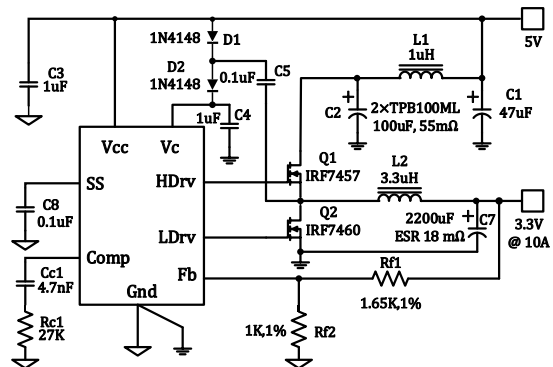 1N4148
D1
5V
L1
1uH
C3
1uF
D2
1N4148
0.1uF
C5
C2
2×TPB100ML
100uF, 55mΩ
C1
47uF
1uF
C4
Vcc
Vc
Q1
IRF7457
L2
3.3uH
SS
HDrv
C8
0.1uF
Q2
IRF7460
2200uF
ESR 18 mΩ
C7
3.3V
@ 10A
LDrv
Comp
Fb
Rf1
1.65K,1%
Cc1
4.7nF
Gnd
Rc1
27K
1K,1%
Rf2